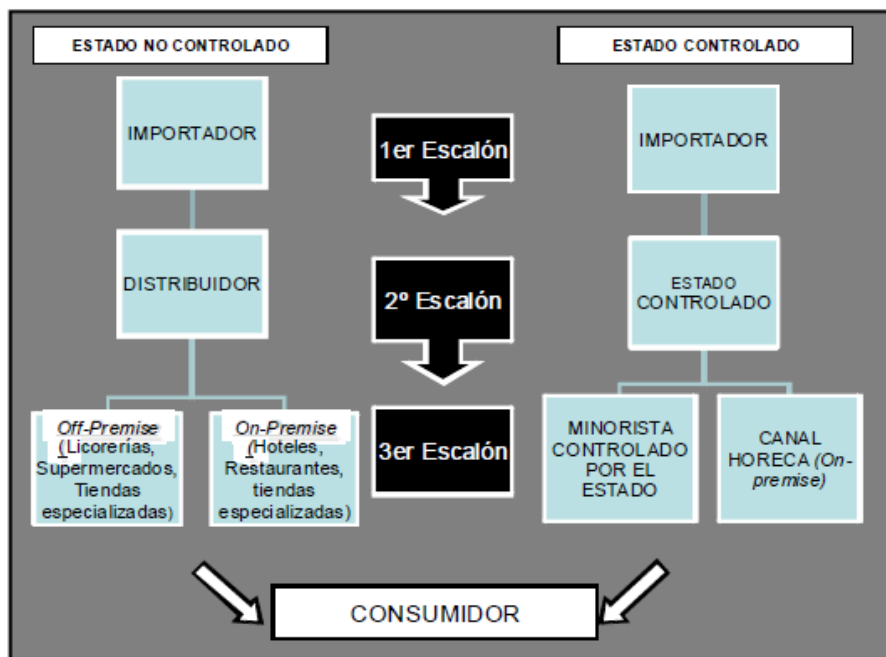 ESTADO NO CONTROLADO
ESTADO CONTROLADO
IMPORTADOR
1er Escalón
IMPORTADOR
DISTRIBUIDOR
2º Escalón
ESTADO
CONTROLADO
Off-Premise
(Licorerías,
Supermercados,
Tiendas
especializadas)
On-Premise
(Hoteles,
Restaurantes,
tiendas
especializadas)
3er Escalón
MINORISTA
CONTROLADO
POR EL
ESTADO
CANAL
HORECA (On-
premise)
CONSUMIDOR